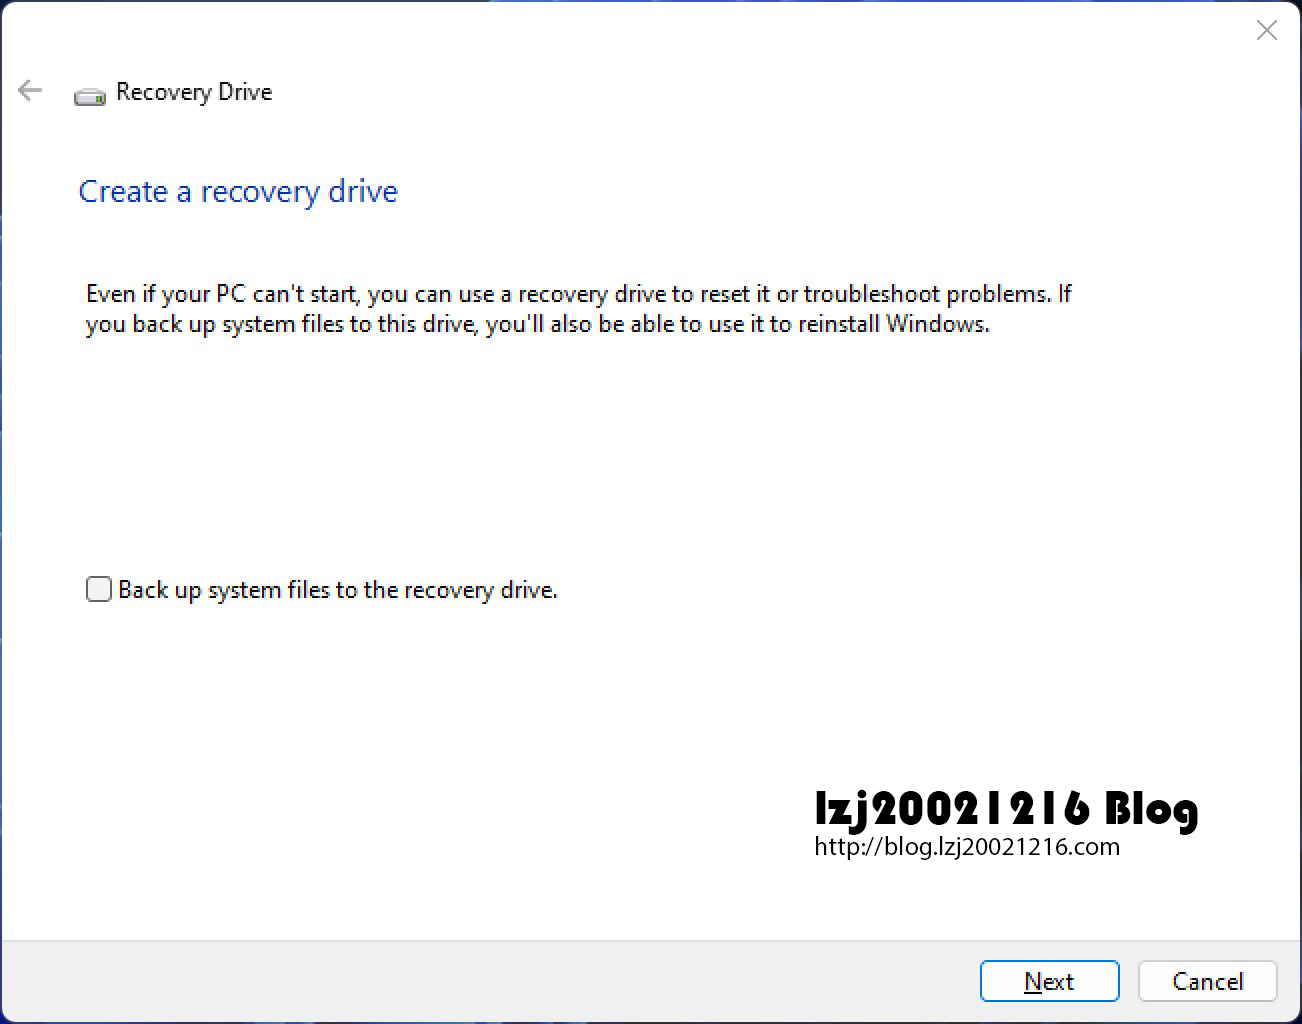 Recovery Drive
Create a recovery drive
Even if your PC can't start, you can use a recovery drive to reset it or troubleshoot problems. If
you back up system files to this drive, you'll also be able to use it to reinstall Windows.
Back up system files to the recovery drive.
lzj20021216 Blog
http://blog.lzj20021216.com
Next
Cancel